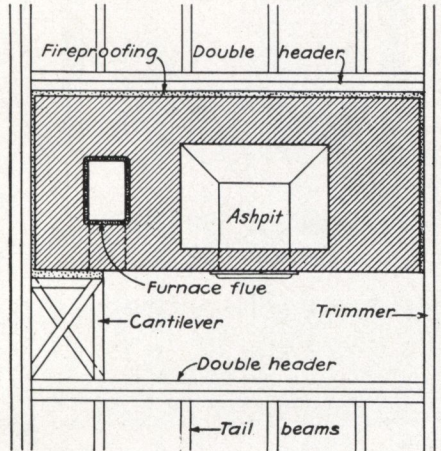 Fireproofing
Double header
Ashpit
Furnace flue
Cantilever
Trimmer
Double header
Tail beams